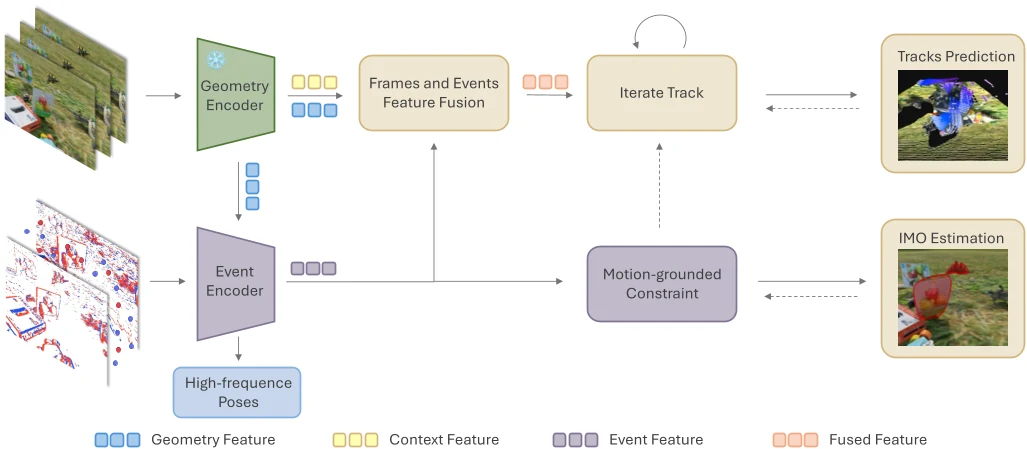 Geometry
Encoder
Frames and Events
Feature Fusion
Iterate Track
Tracks Prediction
Event
Encoder
Motion-grounded
Constraint
IMO Estimation
High-frequence
Poses
Geometry Feature
Context Feature
Event Feature
Fused Feature